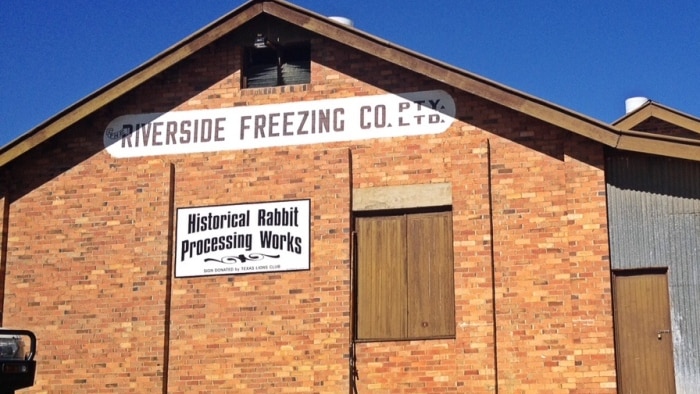 RIVERSIDE FREEZING CO. PTY.
LTD.
Historical Rabbit
Processing Works
SIGN DONATED by TEXAS LIONS CLUB